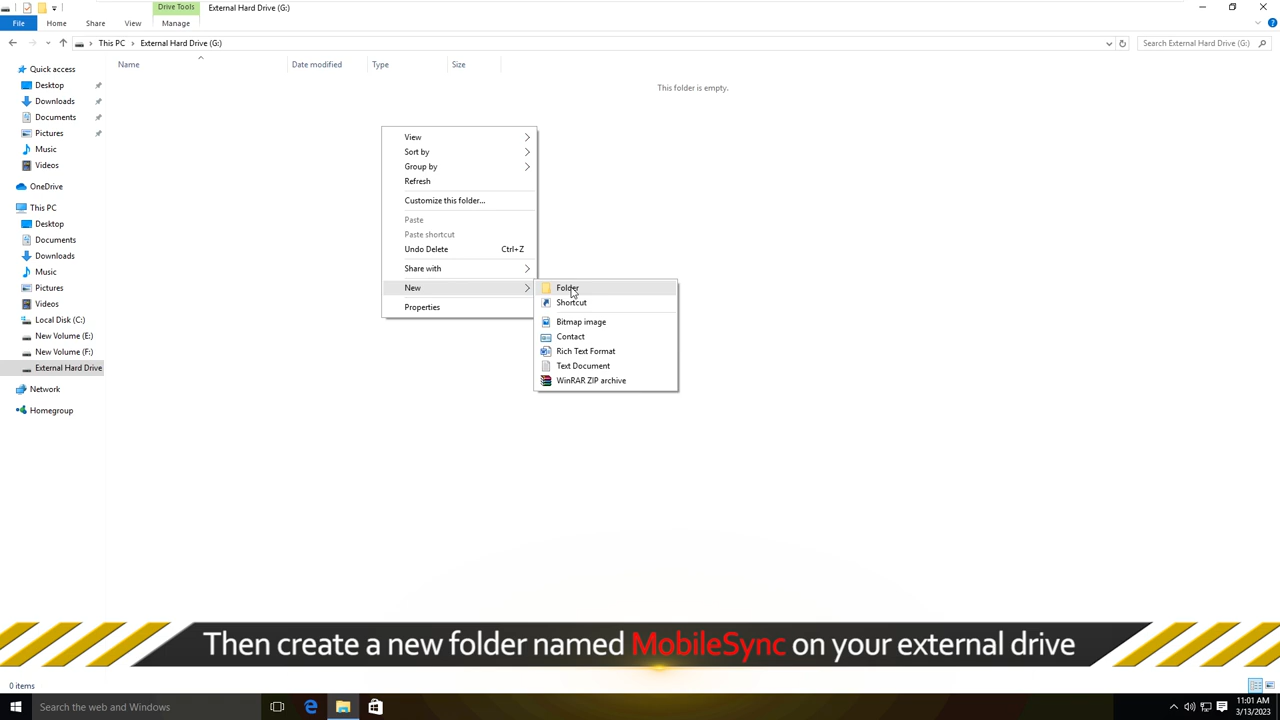 Drive Tools
External Hard Drive (G:)
File
Home
Share
View
Manage
This PC
External Hard Drive (G:)
Search External Hard Drive (G:)
Name
Date modified
Type
Size
This folder is empty.
Quick access
Desktop
Downloads
Documents
Pictures
Music
Videos
OneDrive
This PC
Desktop
Documents
Downloads
Music
Pictures
Videos
Local Disk (C:)
New Volume (E:)
New Volume (F:)
External Hard Drive
Network
Homegroup
View
Sort by
Group by
Refresh
Customize this folder...
Paste
Paste shortcut
Undo Delete Ctrl+Z
Share with
New
Properties
Folder
Shortcut
Bitmap image
Contact
Rich Text Format
Text Document
WinRAR ZIP archive
Then create a new folder named MobileSync on your external drive
0 items
Search the web and Windows
11:01 AM
3/13/2023